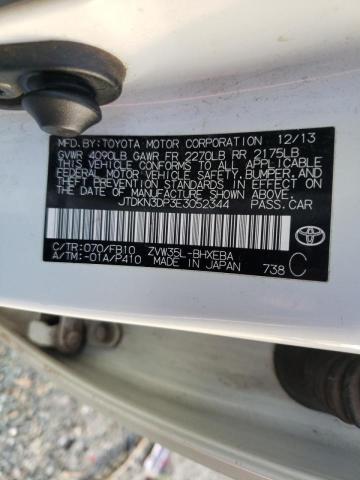 MFD. BY: TOYOTA MOTOR CORPORATION 12/13
GVWR 4090LB GAWR FR 2270LB RR 2175LB
THIS VEHICLE CONFORMS TO ALL APPLICABLE
FEDERAL MOTOR VEHICLE SAFETY, BUMPER, AND
THEFT PREVENTION STANDARDS IN EFFECT ON
THE DATE OF MANUFACTURE SHOWN ABOVE.
JTDKN3DP3E3052344 PASS. CAR
C/TR: 070/FB10 ZVW35L-BHXEBA
A/TM: -01A/P410 MADE IN JAPAN 738 C